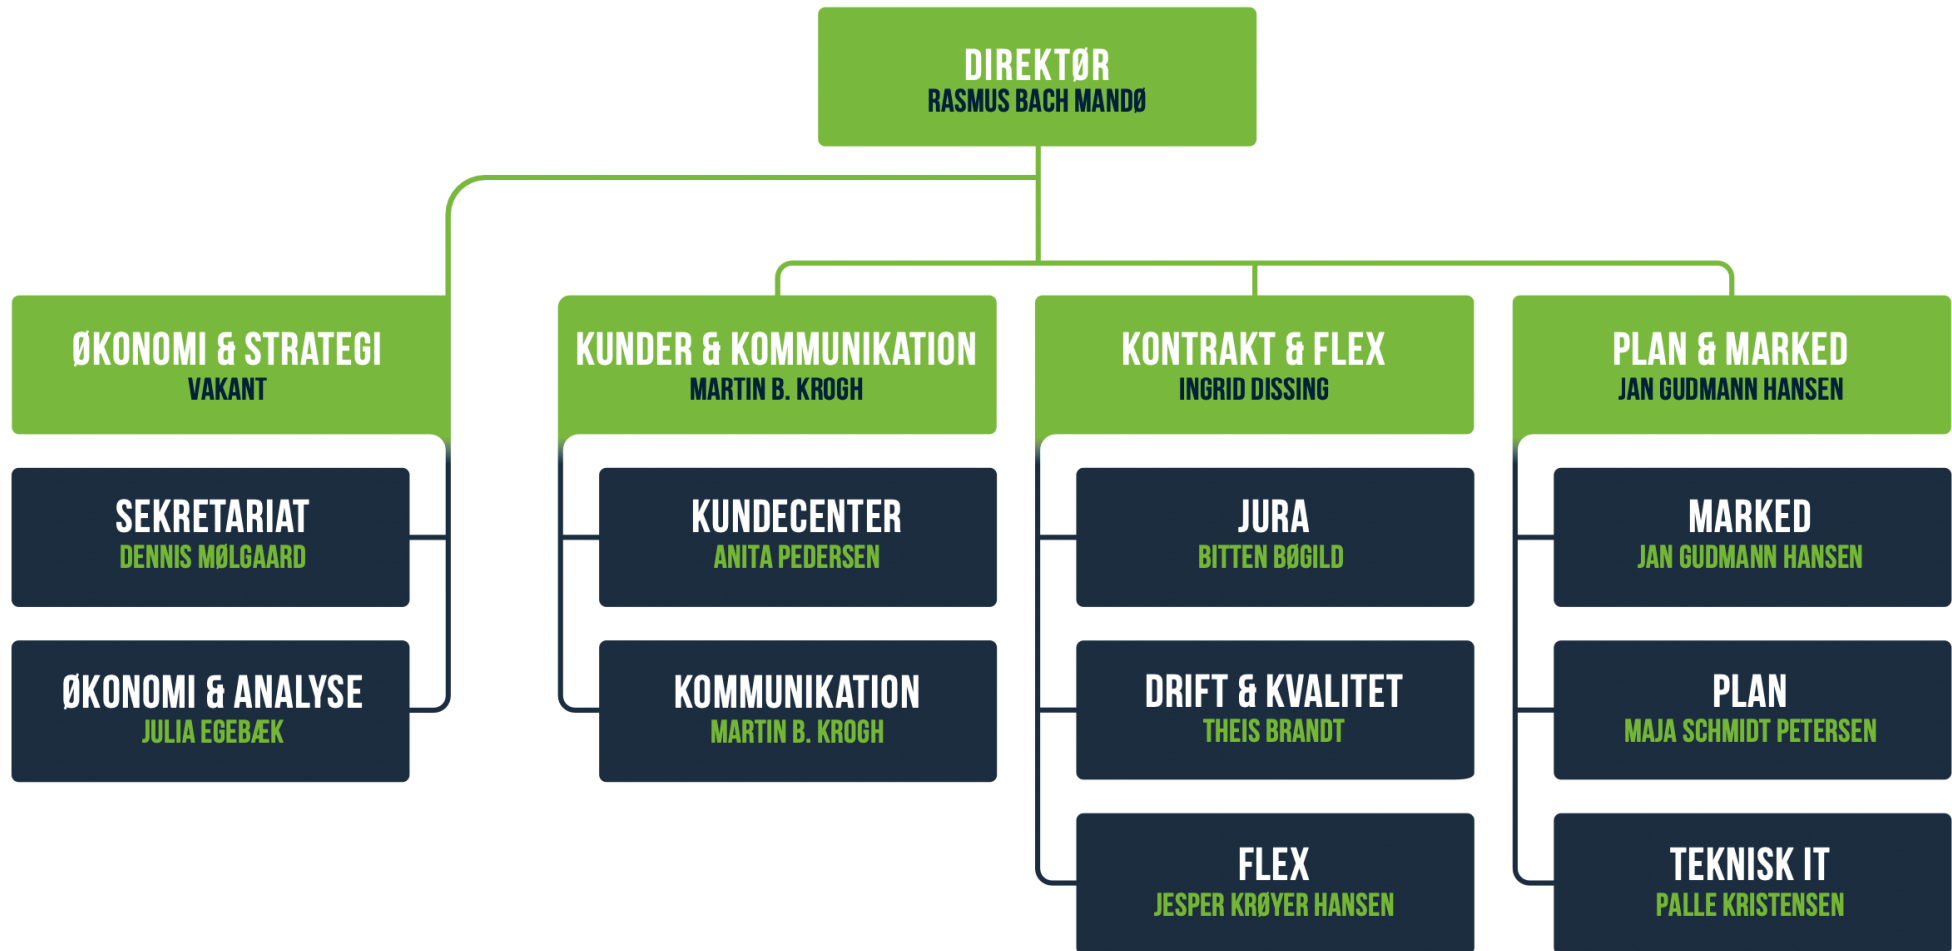 DIREKTØR
RASMUS BACH MANDØ
ØKONOMI & STRATEGI
VAKANT
SEKRETARIAT
DENNIS MØLGAARD
ØKONOMI & ANALYSE
JULIA EGEBÆK
KUNDER & KOMMUNIKATION
MARTIN B. KROGH
KUNDECENTER
ANITA PEDERSEN
KOMMUNIKATION
MARTIN B. KROGH
KONTRAKT & FLEX
INGRID DISSING
JURA
BITTEN BØGILD
DRIFT & KVALITET
THEIS BRANDT
FLEX
JESPER KRØYER HANSEN
PLAN & MARKED
JAN GUDMANN HANSEN
MARKED
JAN GUDMANN HANSEN
PLAN
MAJA SCHMIDT PETERSEN
TEKNISK IT
PALLE KRISTENSEN